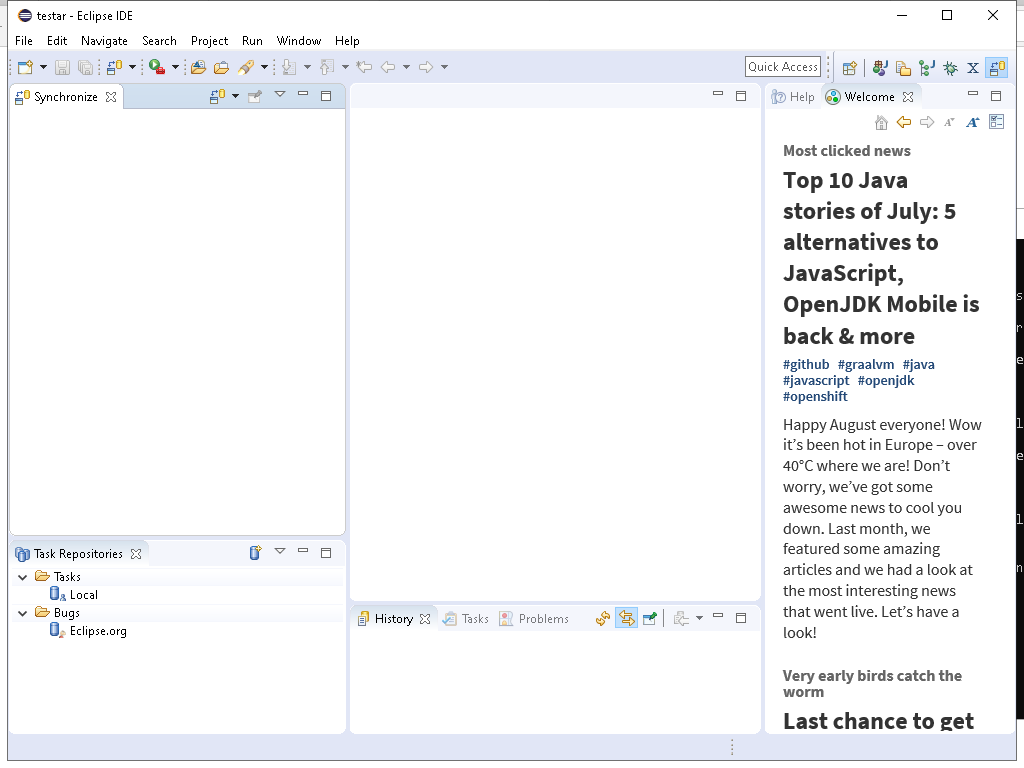 testar - Eclipse IDE
File Edit Navigate Search Project Run Window Help
Quick Access
Synchronize
Help Welcome
Most clicked news
Top 10 Java
stories of July: 5
alternatives to
JavaScript,
OpenJDK Mobile is
back & more
#github #graalvm #java
#javascript #openjdk
#openshift
Happy August everyone! Wow
it’s been hot in Europe – over
40°C where we are! Don’t
worry, we’ve got some
awesome news to cool you
down. Last month, we
featured some amazing
articles and we had a look at
the most interesting news
that went live. Let’s have a
look!
Very early birds catch the
worm
Last chance to get
Task Repositories
Tasks
Local
Bugs
Eclipse.org
History Tasks Problems